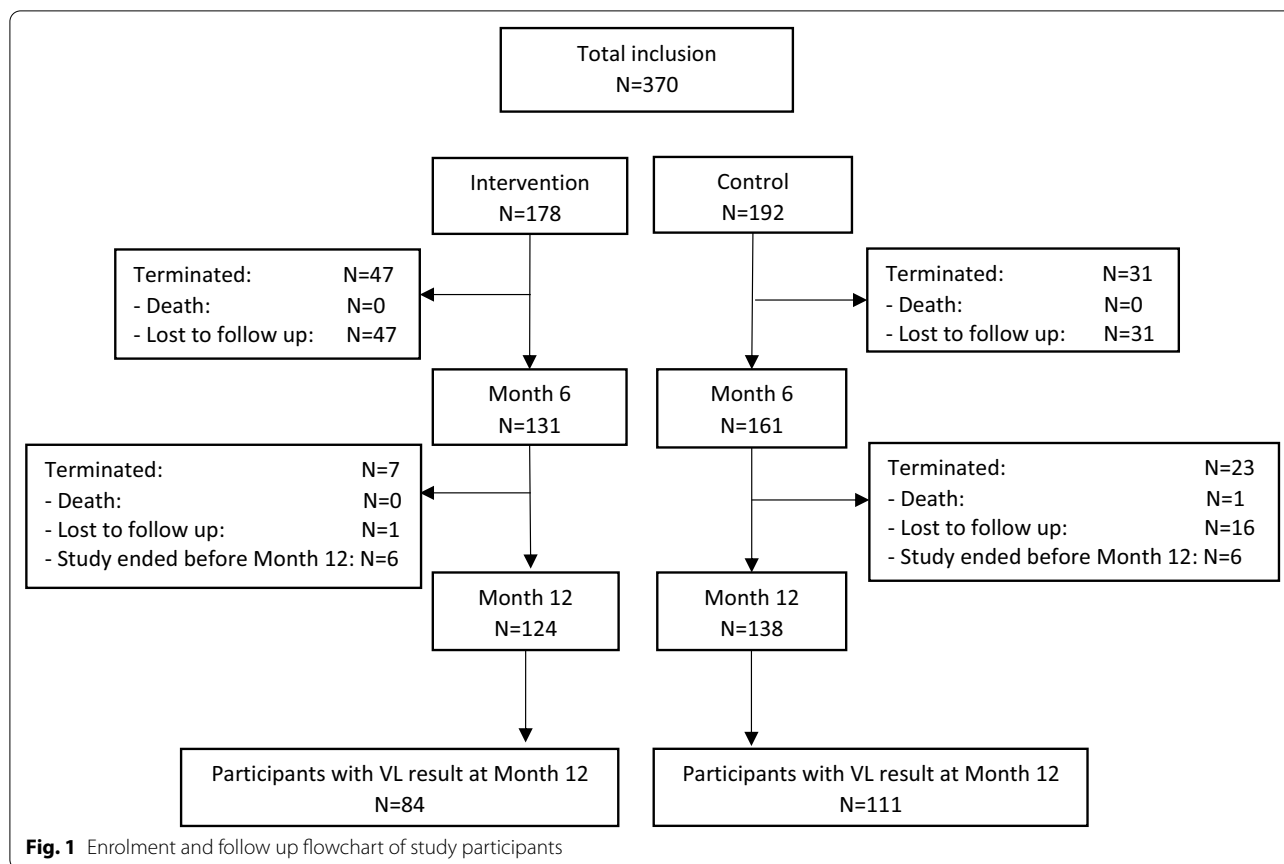 Total inclusion
N=370
Intervention
N=178
Control
N=192
Terminated: N=47
- Death: N=0
- Lost to follow up: N=47
Terminated: N=31
- Death: N=0
- Lost to follow up: N=31
Month 6
N=131
Month 6
N=161
Terminated: N=7
- Death: N=0
- Lost to follow up: N=1
- Study ended before Month 12: N=6
Terminated: N=23
- Death: N=1
- Lost to follow up: N=16
- Study ended before Month 12: N=6
Month 12
N=124
Month 12
N=138
Participants with VL result at Month 12
N=84
Participants with VL result at Month 12
N=111
Fig. 1 Enrolment and follow up flowchart of study participants